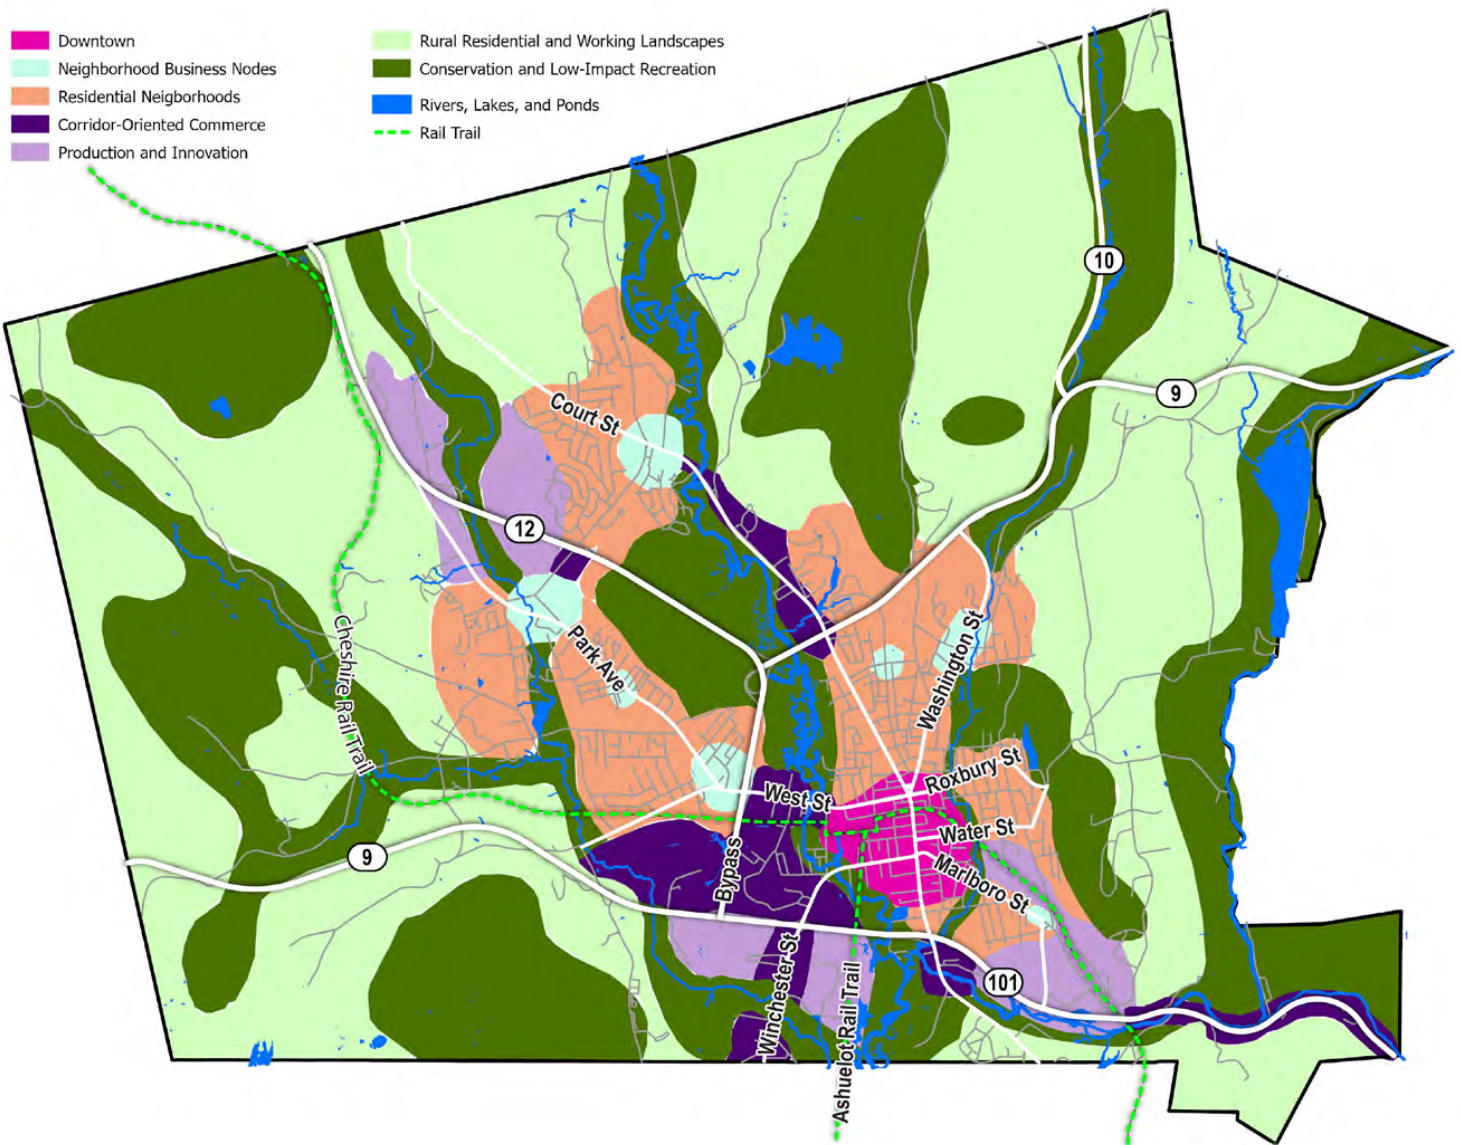 Downtown
Neighborhood Business Nodes
Residential Neigborhoods
Corridor-Oriented Commerce
Production and Innovation
Rural Residential and Working Landscapes
Conservation and Low-Impact Recreation
Rivers, Lakes, and Ponds
Rail Trail
10
9
Court St
12
Cheshire Rail Trail
Park Ave
Washington St
Roxbury St
West St
Water St
Marlboro St
9
Bypass
Winchester St
Ashuelot Rail Trail
101